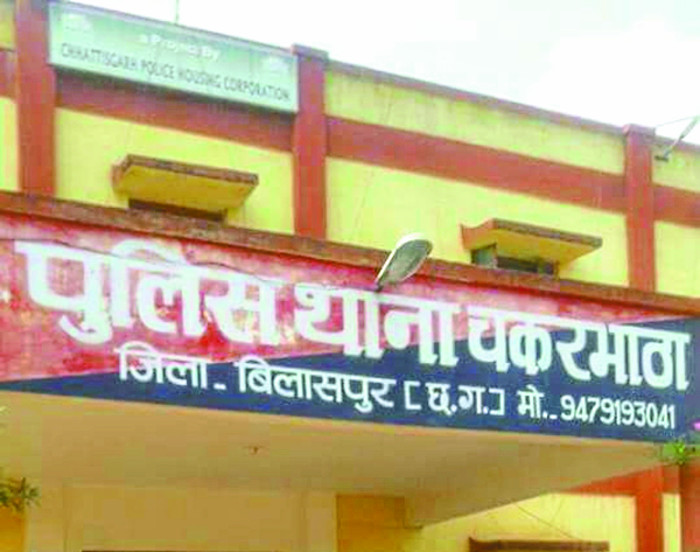 a Project By
CHHATTISGARH POLICE HOUSING CORPORATION
पुलिस थाना चकरभाठा
जिला- बिलासपुर [छ.ग.] मो.- 9479193041